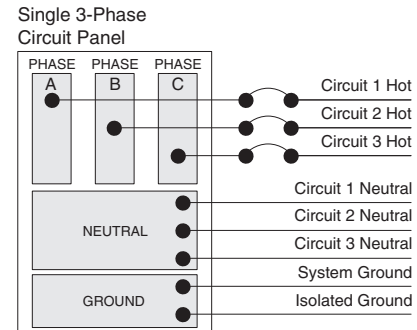 Single 3-Phase
Circuit Panel
PHASE PHASE PHASE
A B C
Circuit 1 Hot
Circuit 2 Hot
Circuit 3 Hot
Circuit 1 Neutral
Circuit 2 Neutral
NEUTRAL
Circuit 3 Neutral
System Ground
GROUND
Isolated Ground